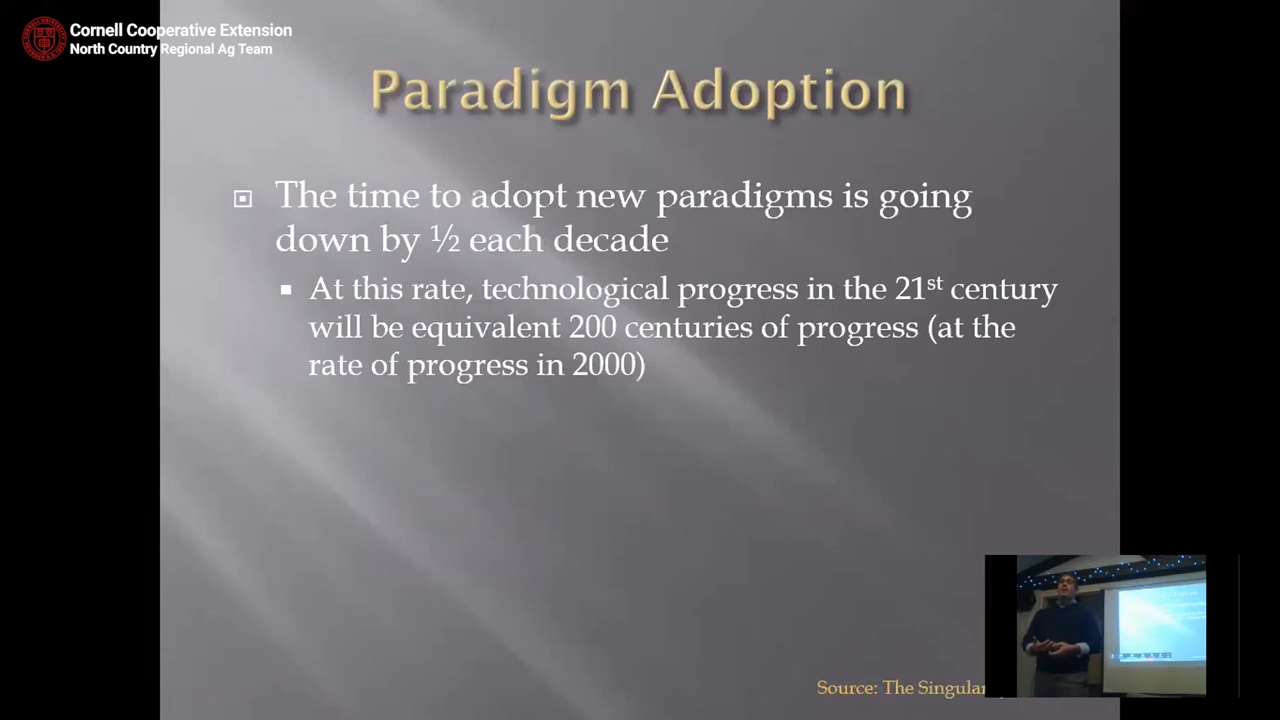 Cornell Cooperative Extension
North Country Regional Ag Team
Paradigm Adoption
The time to adopt new paradigms is going
down by ½ each decade
At this rate, technological progress in the 21st century
will be equivalent 200 centuries of progress (at the
rate of progress in 2000)
Source: The